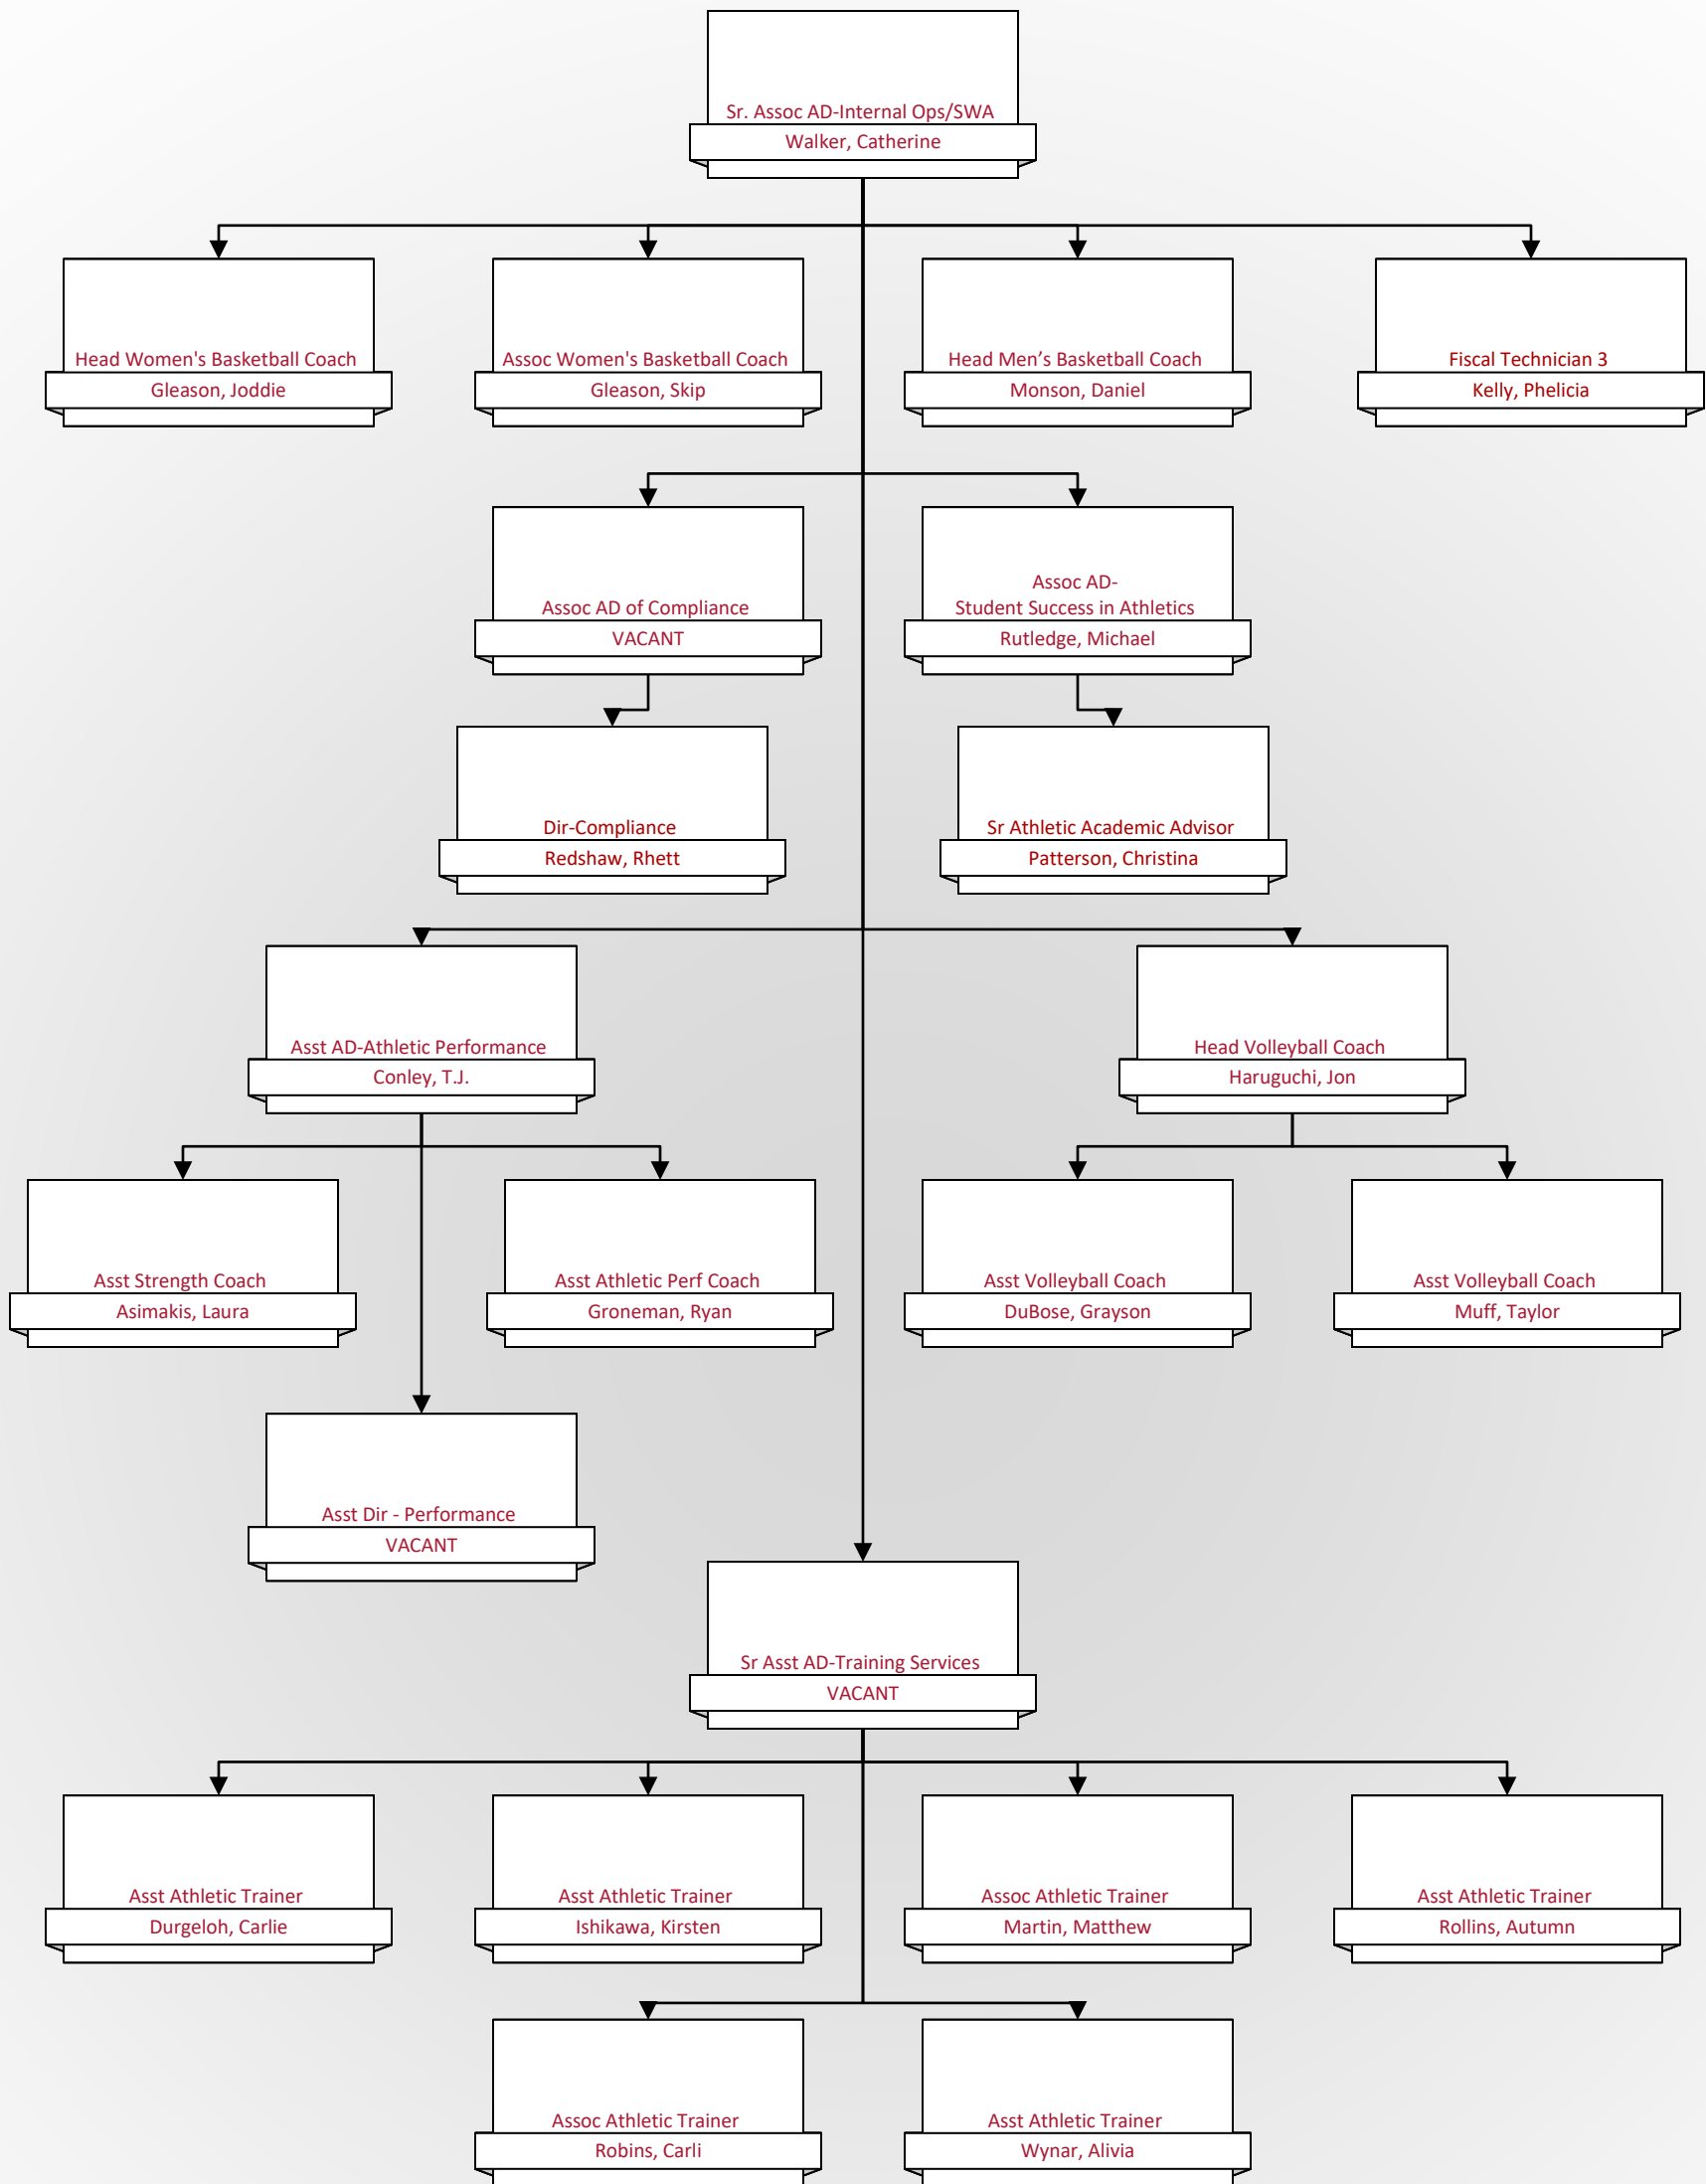 Sr. Assoc AD-Internal Ops/SWA
Walker, Catherine
Head Women's Basketball Coach
Gleason, Joddie
Assoc Women's Basketball Coach
Gleason, Skip
Head Men’s Basketball Coach
Monson, Daniel
Fiscal Technician 3
Kelly, Phelicia
Assoc AD of Compliance
VACANT
Assoc AD-
Student Success in Athletics
Rutledge, Michael
Dir-Compliance
Redshaw, Rhett
Sr Athletic Academic Advisor
Patterson, Christina
Asst AD-Athletic Performance
Conley, T.J.
Head Volleyball Coach
Haruguchi, Jon
Asst Strength Coach
Asimakis, Laura
Asst Athletic Perf Coach
Groneman, Ryan
Asst Volleyball Coach
DuBose, Grayson
Asst Volleyball Coach
Muff, Taylor
Asst Dir - Performance
VACANT
Sr Asst AD-Training Services
VACANT
Asst Athletic Trainer
Durgeloh, Carlie
Asst Athletic Trainer
Ishikawa, Kirsten
Assoc Athletic Trainer
Martin, Matthew
Asst Athletic Trainer
Rollins, Autumn
Assoc Athletic Trainer
Robins, Carli
Asst Athletic Trainer
Wynar, Alivia